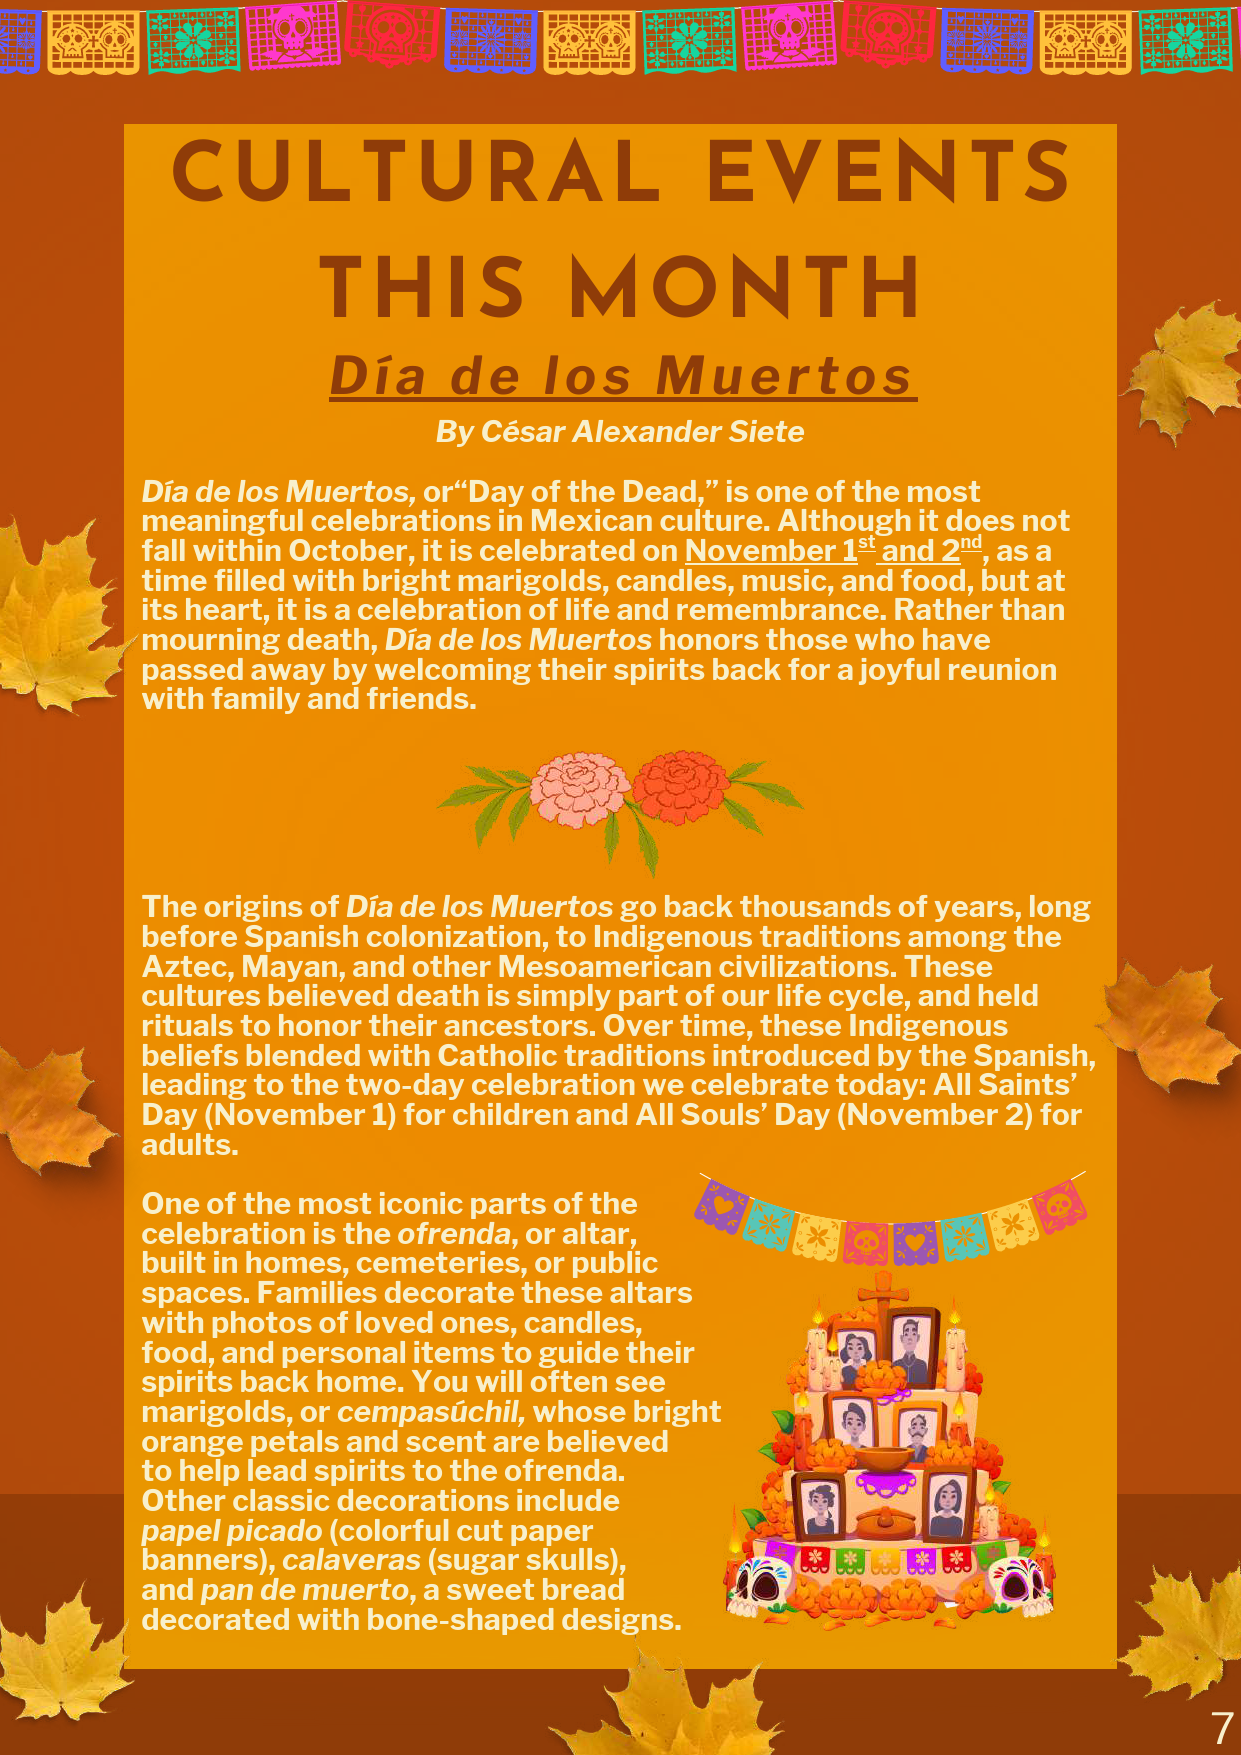 CULTURAL EVENTS
THIS MONTH
Día de los Muertos
By César Alexander Siete
Día de los Muertos, or“Day of the Dead,” is one of the most
meaningful celebrations in Mexican culture. Although it does not
fall within October, it is celebrated on November 1st and 2nd, as a
time filled with bright marigolds, candles, music, and food, but at
its heart, it is a celebration of life and remembrance. Rather than
mourning death, Día de los Muertos honors those who have
passed away by welcoming their spirits back for a joyful reunion
with family and friends.
The origins of Día de los Muertos go back thousands of years, long
before Spanish colonization, to Indigenous traditions among the
Aztec, Mayan, and other Mesoamerican civilizations. These
cultures believed death is simply part of our life cycle, and held
rituals to honor their ancestors. Over time, these Indigenous
beliefs blended with Catholic traditions introduced by the Spanish,
leading to the two-day celebration we celebrate today: All Saints’
Day (November 1) for children and All Souls’ Day (November 2) for
adults.
One of the most iconic parts of the
celebration is the ofrenda, or altar,
built in homes, cemeteries, or public
spaces. Families decorate these altars
with photos of loved ones, candles,
food, and personal items to guide their
spirits back home. You will often see
marigolds, or cempasúchil, whose bright
orange petals and scent are believed
to help lead spirits to the ofrenda.
Other classic decorations include
papel picado (colorful cut paper
banners), calaveras (sugar skulls),
and pan de muerto, a sweet bread
decorated with bone-shaped designs.
7